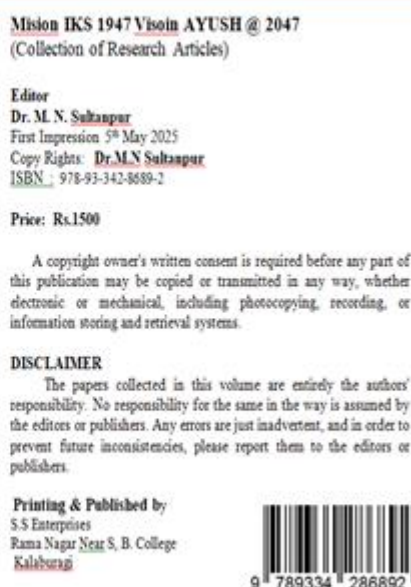 Mision IKS 1947 Visoin AYUSH @ 2047
(Collection of Research Articles)
Editor
Dr. M. N. Sultanpur
First Impression 5th May 2025
Copy Rights: Dr.M.N Sultanpur
ISBN : 978-93-342-8689-2
Price: Rs.1500
A copyright owner's written consent is required before any part of
this publication may be copied or transmitted in any way, whether
electronic or mechanical, including photocopying, recording, or
information storing and retrieval systems.
DISCLAIMER
The papers collected in this volume are entirely the authors'
responsibility. No responsibility for the same in the way is assumed by
the editors or publishers. Any errors are just inadvertent, and in order to
prevent future inconsistencies, please report them to the editors or
publishers.
Printing & Published by
S.S Enterprises
Rama Nagar Near S, B. College
Kalaburagi
9 789334 286892